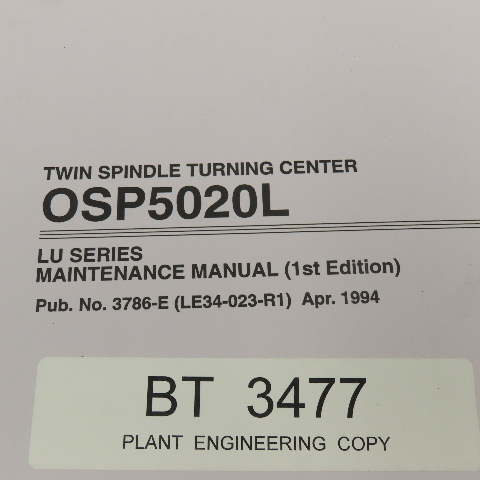 TWIN SPINDLE TURNING CENTER
OSP5020L
LU SERIES
MAINTENANCE MANUAL (1st Edition)
Pub. No. 3786-E (LE34-023-R1) Apr. 1994
BT 3477
PLANT ENGINEERING COPY